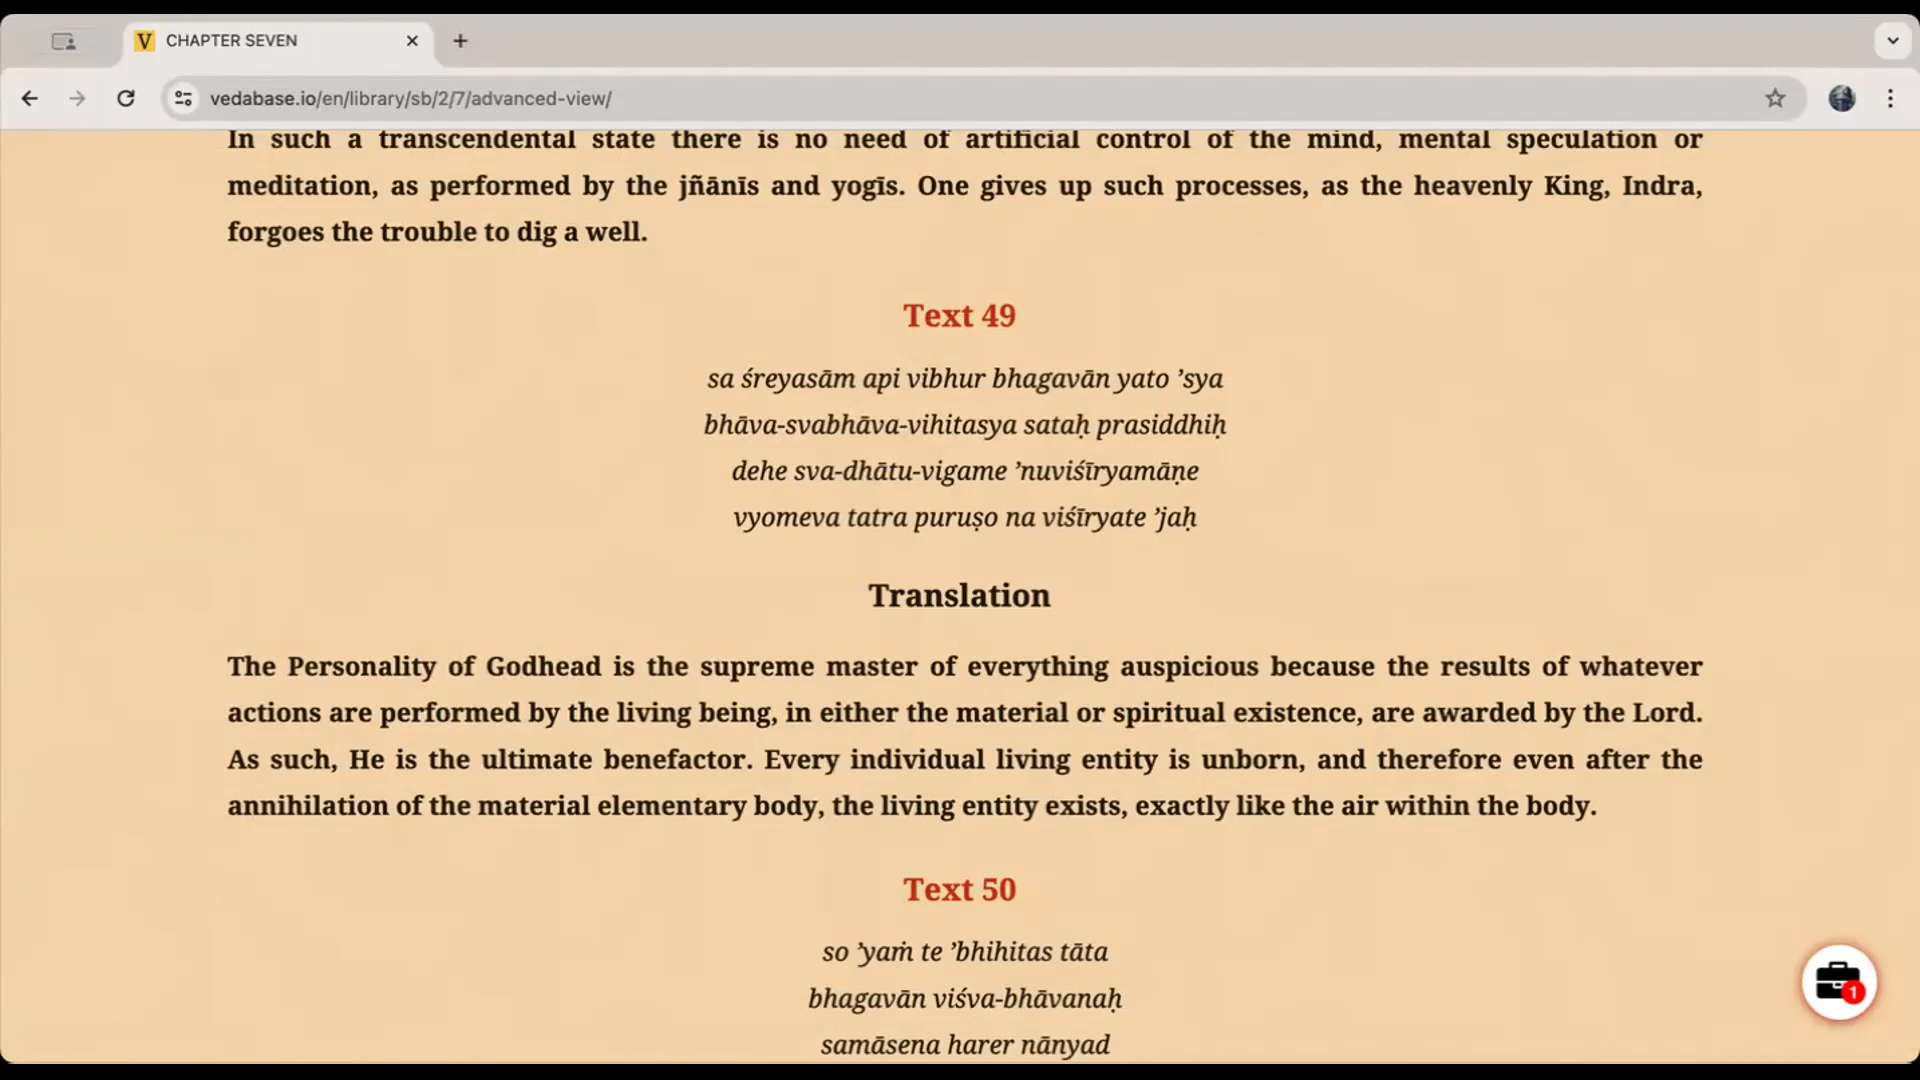 CHAPTER SEVEN
vedabase.io/en/library/sb/2/7/advanced-view/
In such a transcendental state there is no need of artificial control of the mind, mental speculation or
meditation, as performed by the jñānīs and yogīs. One gives up such processes, as the heavenly King, Indra,
forgoes the trouble to dig a well.
Text 49
sa śreyasām api vibhur bhagavān yato ’sya
bhāva-svabhāva-vihitasya sataḥ prasiddhiḥ
dehe sva-dhātu-vigame ’nuviśīryamāṇe
vyomeva tatra puruṣo na viśīryate ’jaḥ
Translation
The Personality of Godhead is the supreme master of everything auspicious because the results of whatever
actions are performed by the living being, in either the material or spiritual existence, are awarded by the Lord.
As such, He is the ultimate benefactor. Every individual living entity is unborn, and therefore even after the
annihilation of the material elementary body, the living entity exists, exactly like the air within the body.
Text 50
so ’yaṁ te ’bhihitas tāta
bhagavān viśva-bhāvanaḥ
samāsena harer nānyad
1